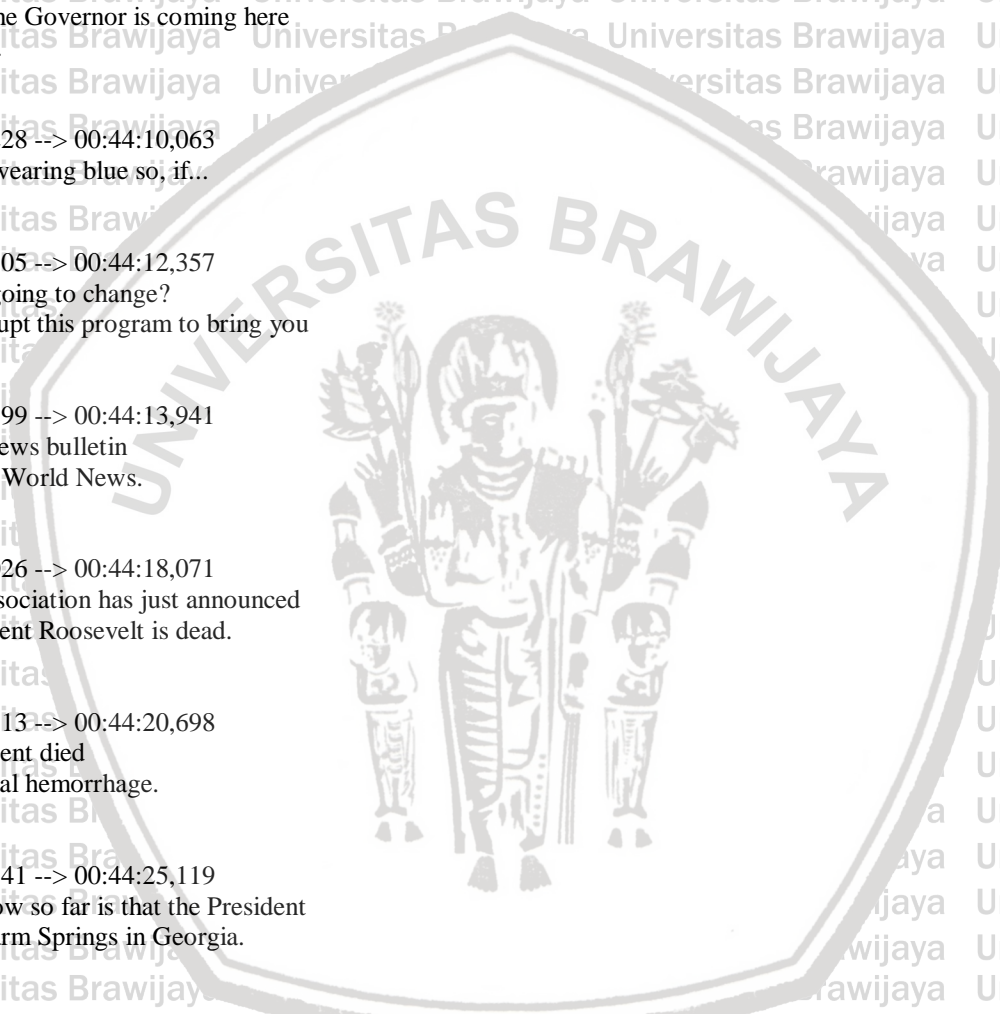 ne Governor is coming here
28 --> 00:44:10,063
wearing blue so, if...
05 --> 00:44:12,357
going to change?
upt this program to bring you
99 --> 00:44:13,941
ews bulletin
World News.
26 --> 00:44:18,071
sociation has just announced
ent Roosevelt is dead.
13 --> 00:44:20,698
ent died
al hemorrhage.
41 --> 00:44:25,119
ow so far is that the President
arm Springs in Georgia.
UNIVERSITAS BRAWIJAYA
itas Brawijaya Universitas Brawijaya